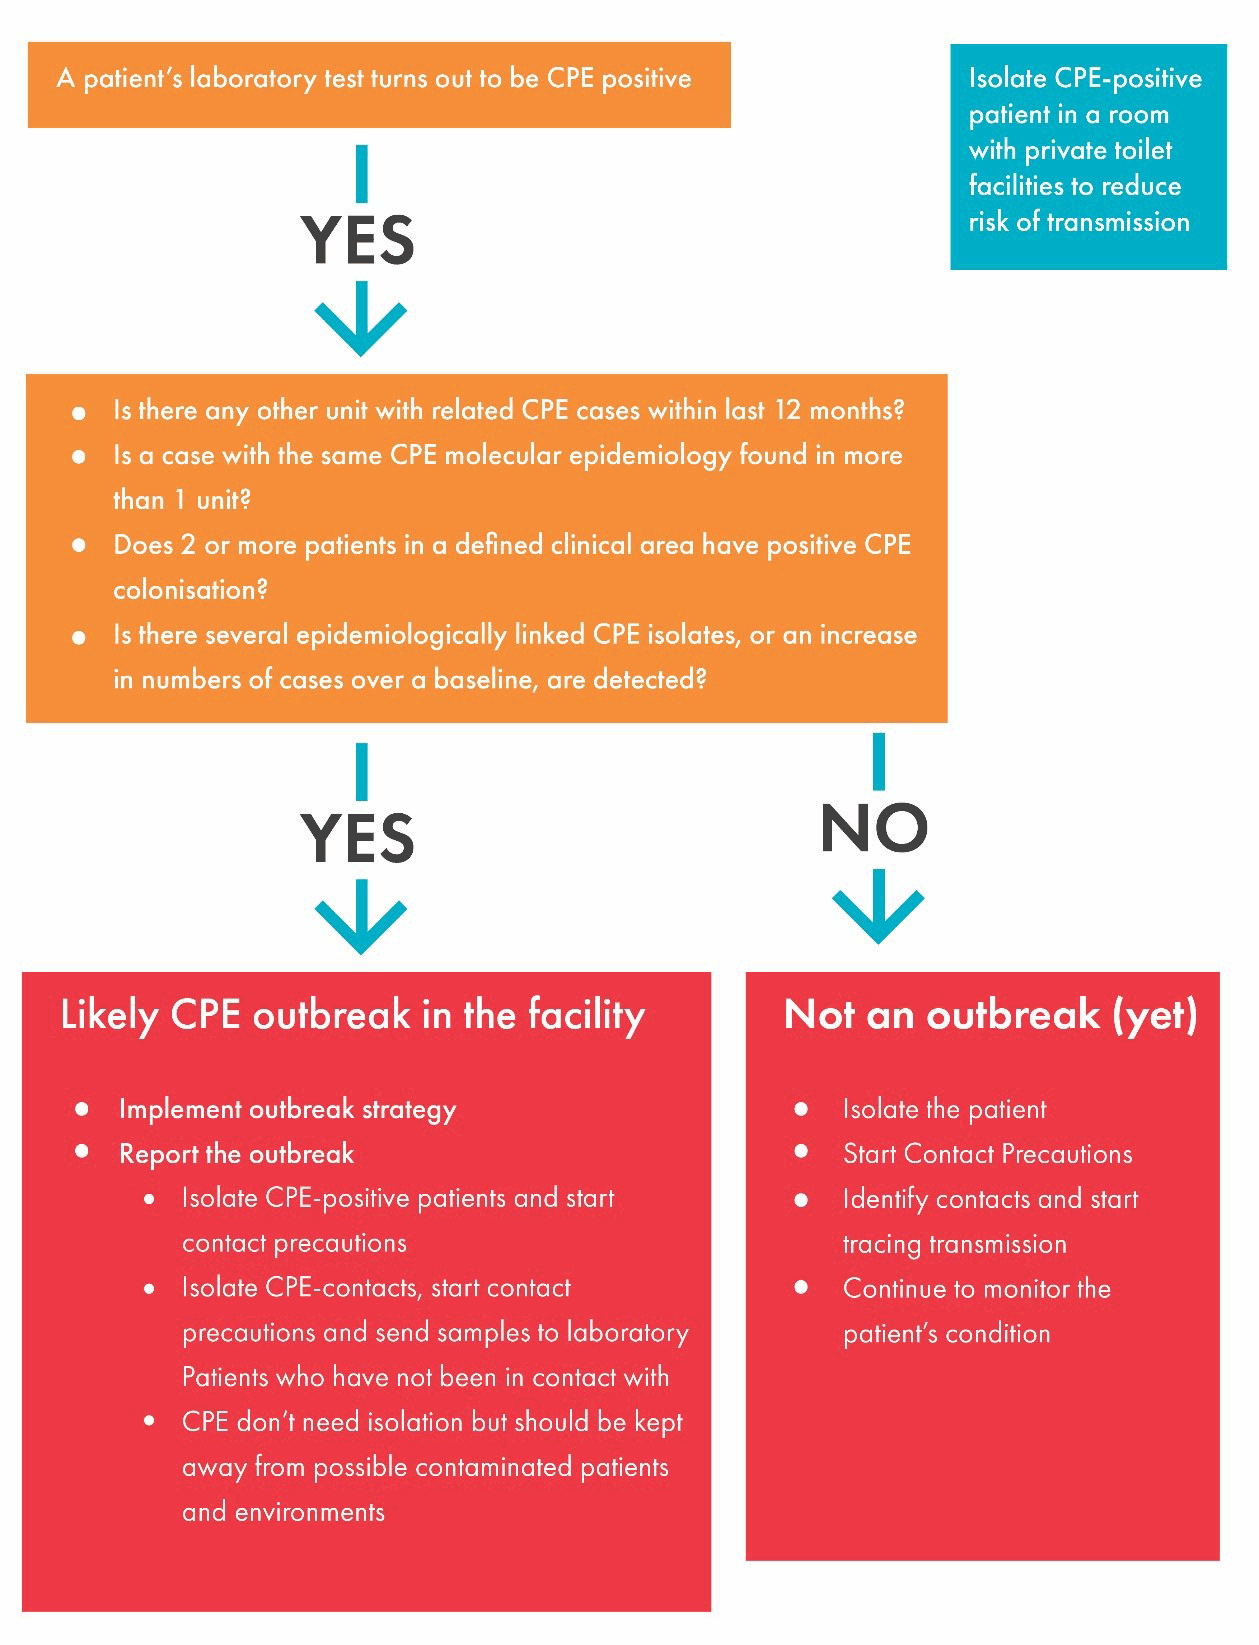 A patient's laboratory test turns out to be CPE positive
Isolate CPE-positive
patient in a room
with private toilet
facilities to reduce
risk of transmission
YES
• Is there any other unit with related CPE cases within last 12 months?
• Is a case with the same CPE molecular epidemiology found in more
than 1 unit?
• Does 2 or more patients in a defined clinical area have positive CPE
colonisation?
• Is there several epidemiologically linked CPE isolates, or an increase
in numbers of cases over a baseline, are detected?
YES
NO
Likely CPE outbreak in the facility
• Implement outbreak strategy
• Report the outbreak
• Isolate CPE-positive patients and start
contact precautions
• Isolate CPE-contacts, start contact
precautions and send samples to laboratory
Patients who have not been in contact with
• CPE don't need isolation but should be kept
away from possible contaminated patients
and environments
Not an outbreak (yet)
• Isolate the patient
• Start Contact Precautions
• Identify contacts and start
tracing transmission
• Continue to monitor the
patient's condition